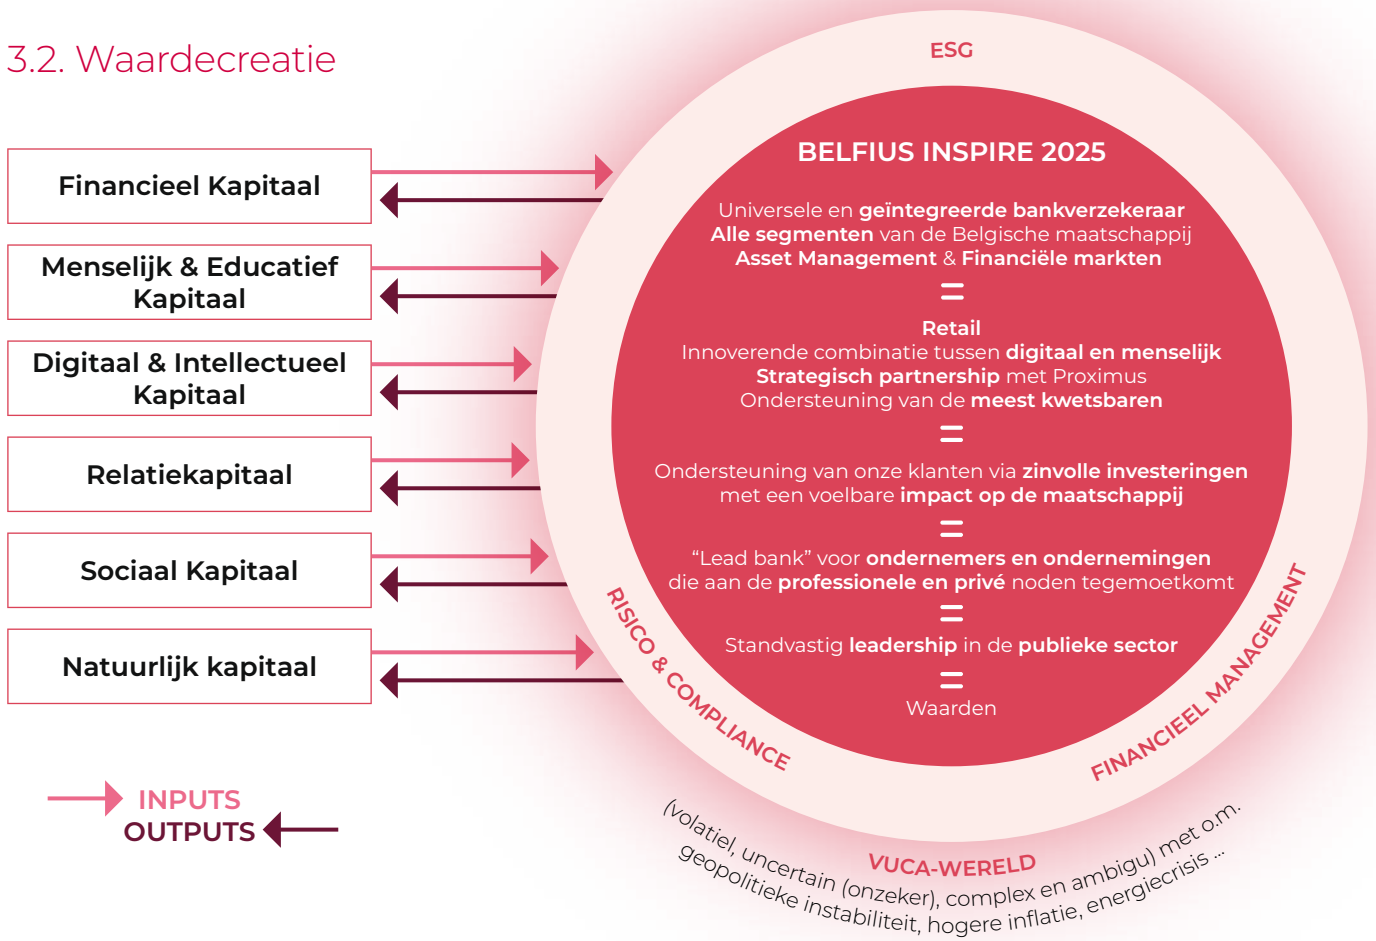 3.2. Waardecreatie
Financieel Kapitaal
Menselijk & Educatief
Kapitaal
Digitaal & Intellectueel
Kapitaal
Relatiekapitaal
Sociaal Kapitaal
Natuurlijk kapitaal
INPUTS
OUTPUTS
ESG
BELFIUS INSPIRE 2025
Universele en geïntegreerde bankverzekeraar
Alle segmenten van de Belgische maatschappij
Asset Management & Financiële markten
=
Retail
Innoverende combinatie tussen digitaal en menselijk
Strategisch partnership met Proximus
Ondersteuning van de meest kwetsbaren
=
Ondersteuning van onze klanten via zinvolle investeringen
met een voelbare impact op de maatschappij
=
“Lead bank” voor ondernemers en ondernemingen
die aan de professionele en privé noden tegemoetkomt
=
Standvastig leadership in de publieke sector
=
Waarden
RISICO & COMPLIANCE
FINANCIEEL MANAGEMENT
VUCA-WERELD
(volatiel, uncertain (onzeker), complex en ambigu) met o.m.
geopolitieke instabiliteit, hogere inflatie, energiecrisis ...